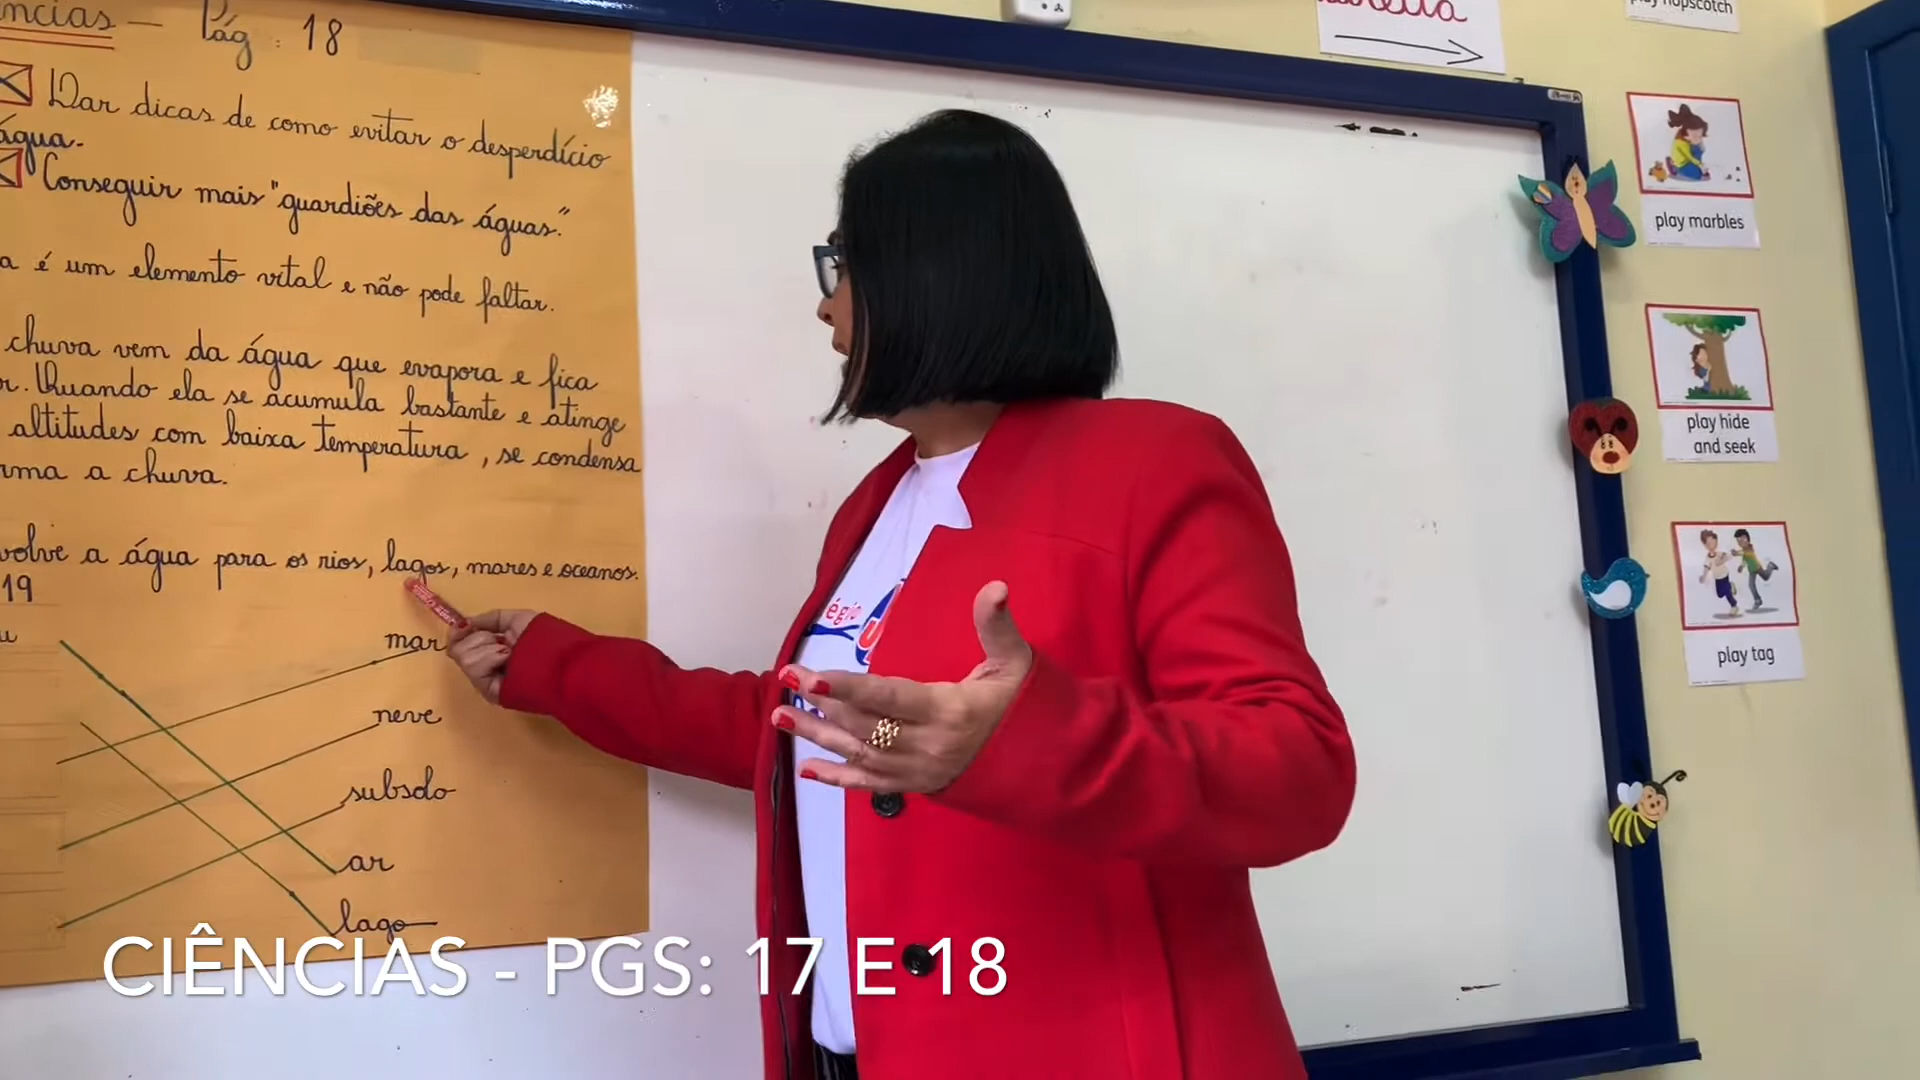 ncias - Pág: 18
Dar dicas de como evitar o desperdício
água.
Conseguir mais "guardiões das águas."
a é um elemento vital e não pode faltar.
chuva vem da água que evapora e fica
r. Quando ela se acumula bastante e atinge
altitudes com baixa temperatura, se condensa
rma a chuva.
volve a água para os rios, lagos, mares e oceanos.
19
u
mar
neve
subsolo
ar
lago
CIÊNCIAS - PGS: 17 E 18
égio
play hopscotch
play marbles
play hide
and seek
play tag